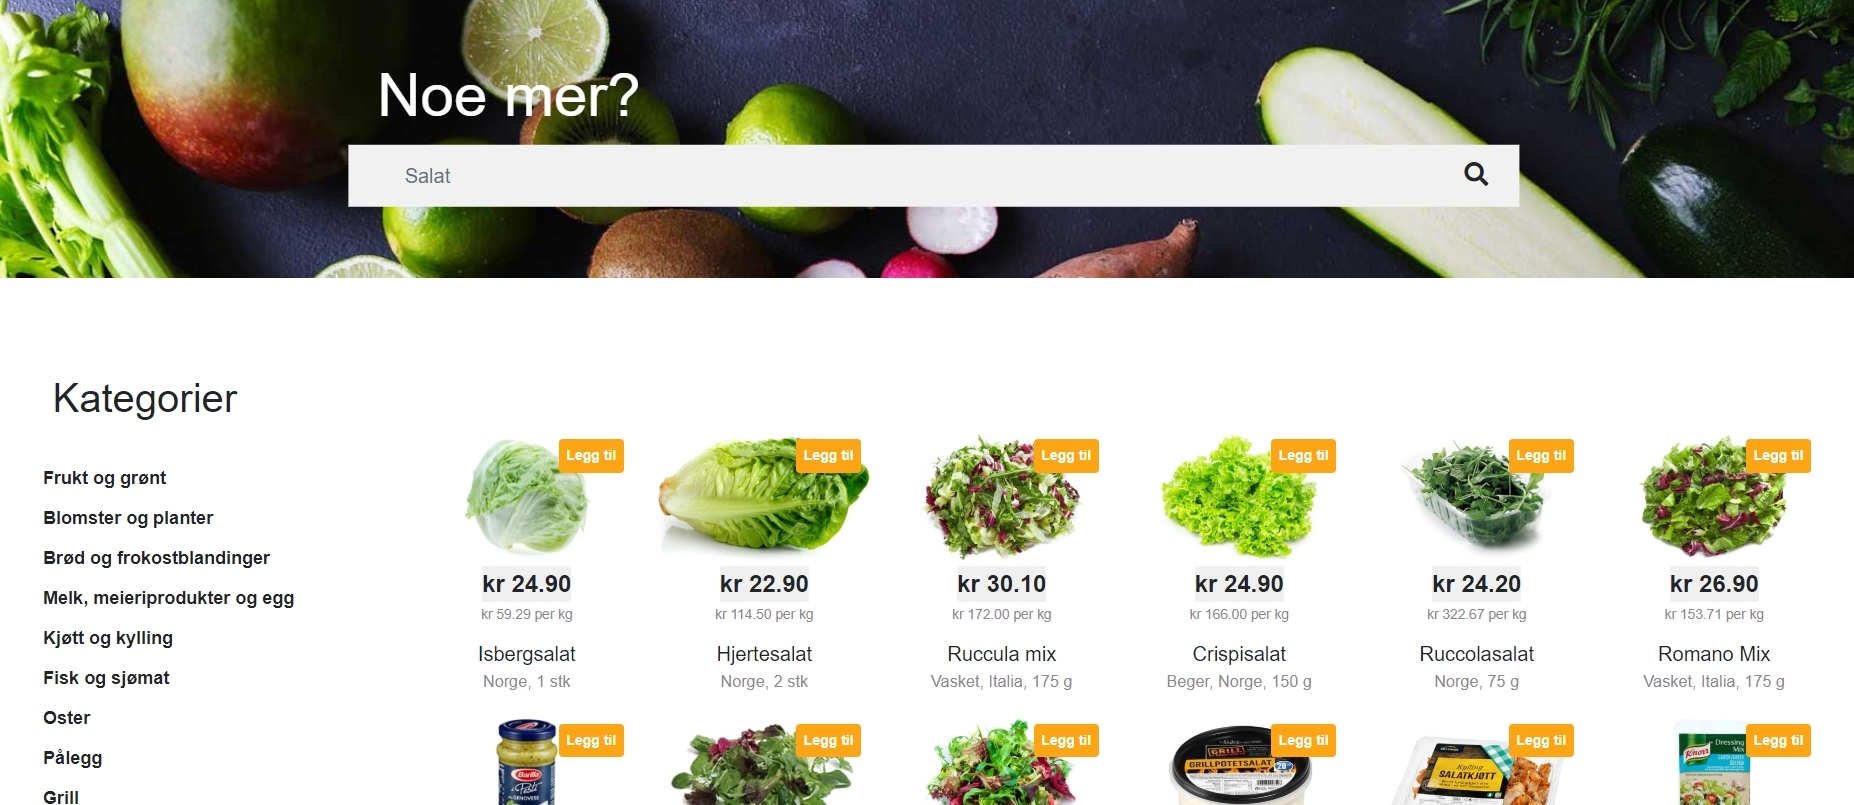 Noe mer?
Salat
Kategorier
Frukt og grønt
Blomster og planter
Brød og frokostblandinger
Melk, meieriprodukter og egg
Kjøtt og kylling
Fisk og sjømat
Oster
Pålegg
Grill
Legg til
kr 24.90
kr 59.29 per kg
Isbergsalat
Norge, 1 stk
Legg til
kr 22.90
kr 114.50 per kg
Hjertesalat
Norge, 2 stk
Legg til
kr 30.10
kr 172.00 per kg
Ruccula mix
Vasket, Italia, 175 g
Legg til
kr 24.90
kr 166.00 per kg
Crispisalat
Beger, Norge, 150 g
Legg til
kr 24.20
kr 322.67 per kg
Ruccolasalat
Norge, 75 g
Legg til
kr 26.90
kr 153.71 per kg
Romano Mix
Vasket, Italia, 175 g
Legg til
Barilla
Pesto
GENOVESE
Legg til
Legg til
Legg til
GRILL
GRILLPOTETSALAT
Legg til
Kylling
SALATKJØTT
Legg til
Knorr
Dressing
Mix